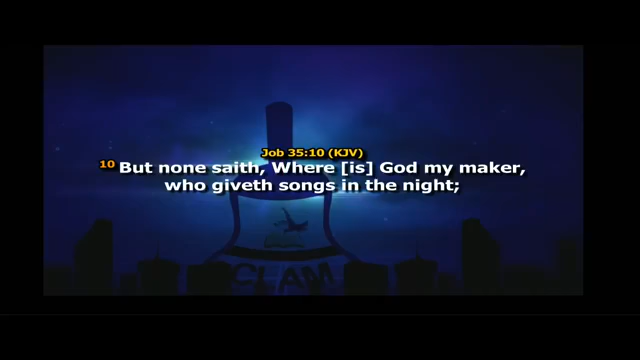 Job 35:10 (KJV)
10 But none saith, Where [is] God my maker,
who giveth songs in the night;
CLAM